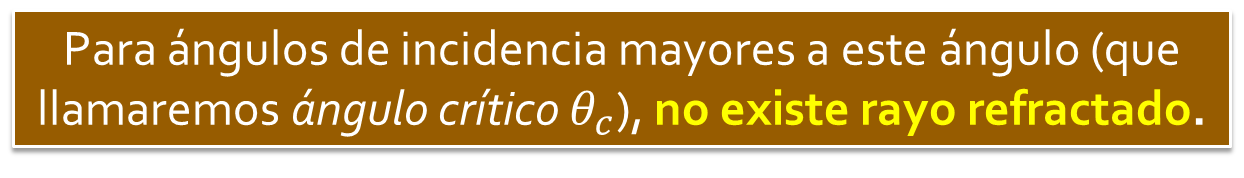 Para ángulos de incidencia mayores a este ángulo (que
llamaremos ángulo crítico θc), no existe rayo refractado.